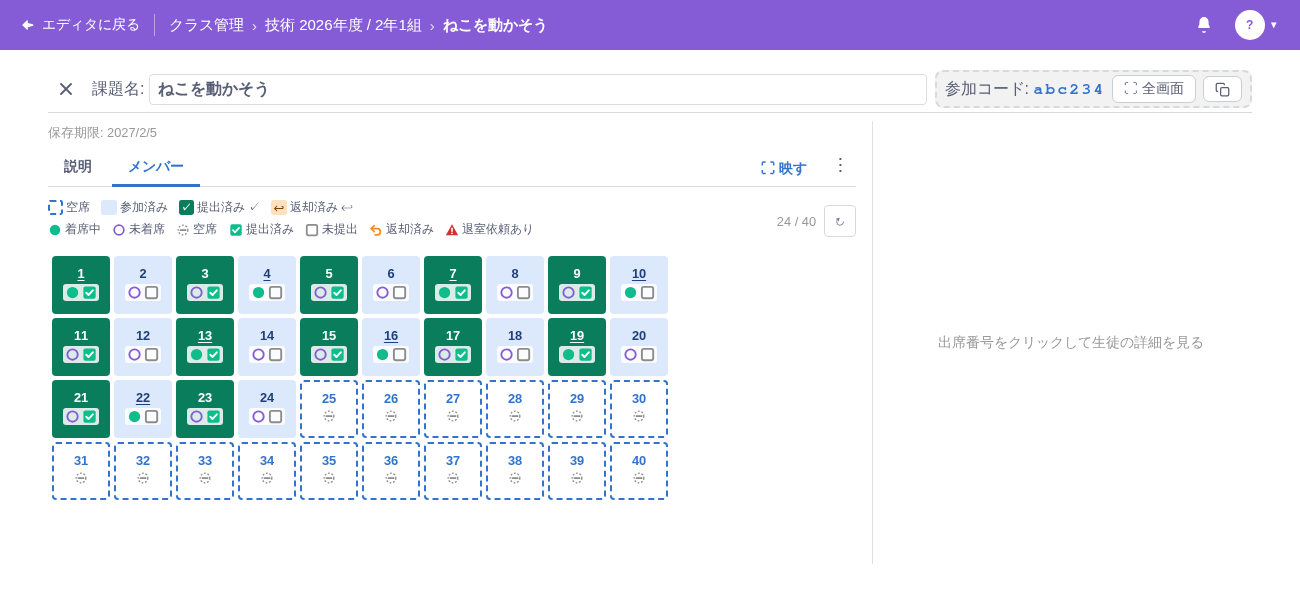 エディタに戻る クラス管理 › 技術 2026年度 / 2年1組 › ねこを動かそう ? ▼
課題名: ねこを動かそう 参加コード: abc234 全画面
保存期限: 2027/2/5
説明 メンバー 映す
空席 参加済み 提出済み ✓ 返却済み ↩
着席中 未着席 空席 提出済み 未提出 返却済み 退室依頼あり
24 / 40
1 2 3 4 5 6 7 8 9 10
11 12 13 14 15 16 17 18 19 20
21 22 23 24 25 26 27 28 29 30
31 32 33 34 35 36 37 38 39 40
出席番号をクリックして生徒の詳細を見る